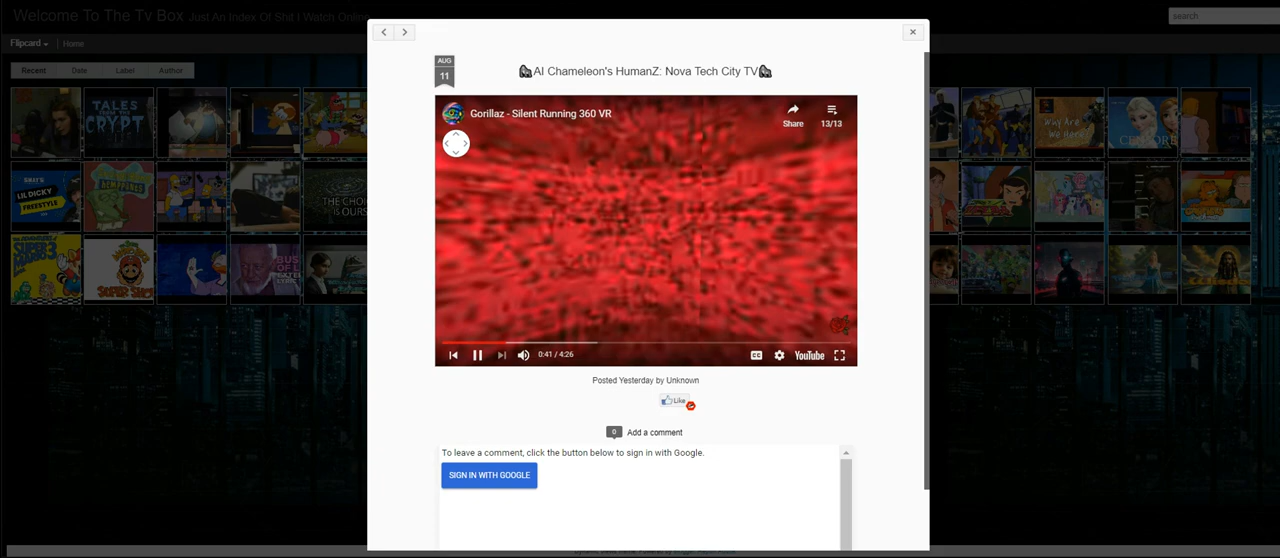 Welcome To The Tv Box Just An Index Of Shit I Watch Online
search
Flipcard Home
Recent Date Label Author
AUG
11
AI Chameleon's HumanZ: Nova Tech City TV
Gorillaz - Silent Running 360 VR
Share
13/13
0:41 / 4:26
CC
YouTube
Posted Yesterday by Unknown
Like
0 Add a comment
To leave a comment, click the button below to sign in with Google.
SIGN IN WITH GOOGLE
TALES
FROM THE
CRYPT
LIL DICKY
FREESTYLE
THE CHOICE
IS OURS
SUPER
WHY ARE
WE HERE?